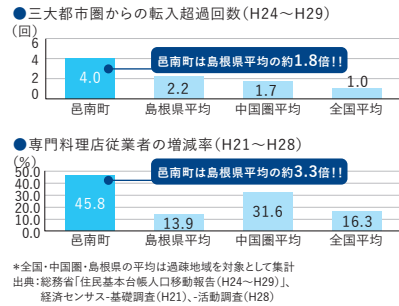 ●三大都市圏からの転入超過回数（H24～H29）
（回）
6
4
2
0
邑南町は島根県平均の約1.8倍！！
4.0
2.2
1.7
1.0
邑南町 島根県平均 中国圏平均 全国平均
●専門料理店従業者の増減率（H21～H28）
（%）
50.0
40.0
30.0
20.0
10.0
0.0
邑南町は島根県平均の約3.3倍！！
45.8
13.9
31.6
16.3
邑南町 島根県平均 中国圏平均 全国平均
*全国・中国圏・島根県の平均は過疎地域を対象として集計
出典：総務省「住民基本台帳人口移動報告（H24～H29）」、
経済センサス-基礎調査（H21）、-活動調査（H28）